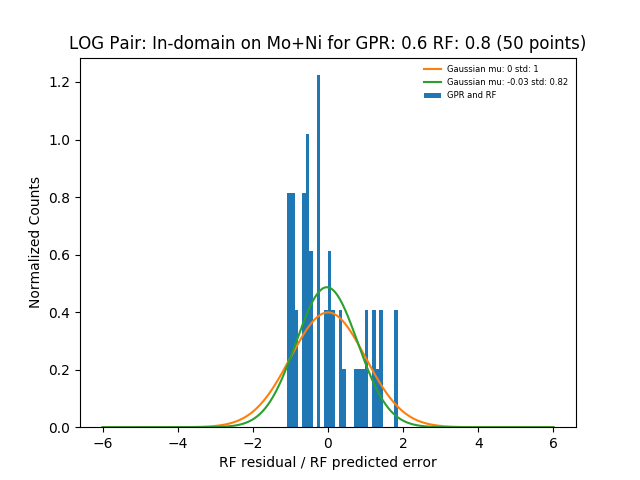 LOG Pair: In-domain on Mo+Ni for GPR: 0.6 RF: 0.8 (50 points)
Gaussian mu: 0 std: 1
Gaussian mu: -0.03 std: 0.82
GPR and RF
Normalized Counts
1.2
1.0
0.8
0.6
0.4
0.2
0.0
−6 −4 −2 0 2 4 6
RF residual / RF predicted error